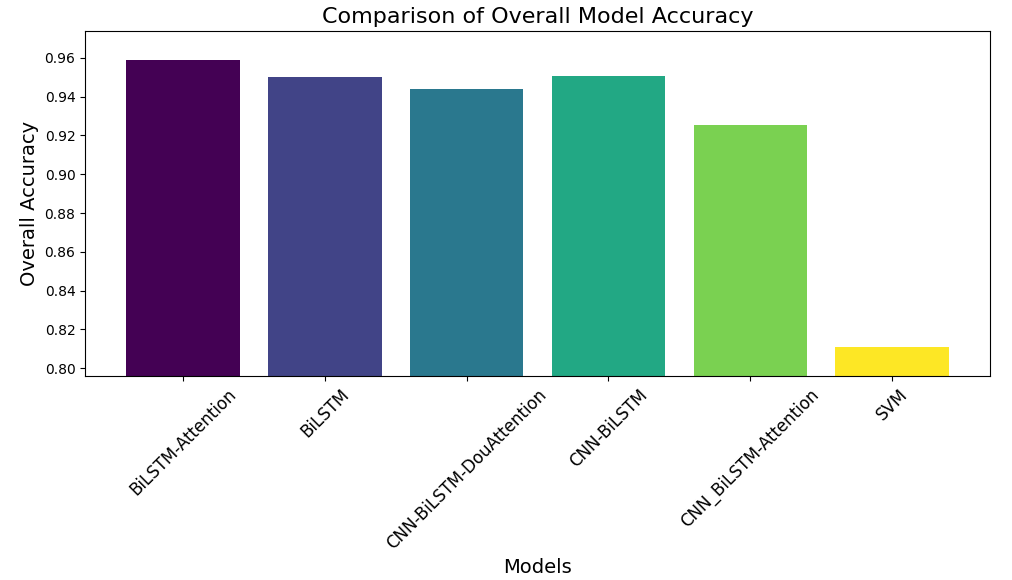 Comparison of Overall Model Accuracy
Overall Accuracy
0.96
0.94
0.92
0.90
0.88
0.86
0.84
0.82
0.80
BiLSTM-Attention
BiLSTM
CNN-BiLSTM-DouAttention
CNN-BiLSTM
CNN_BiLSTM-Attention
SVM
Models